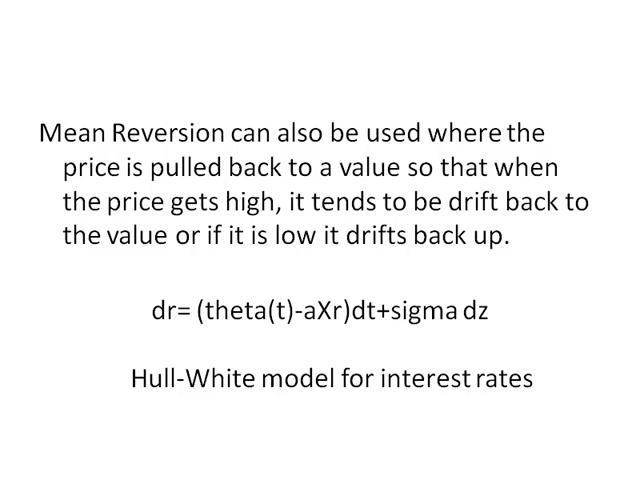 Mean Reversion can also be used where the
price is pulled back to a value so that when
the price gets high, it tends to be drift back to
the value or if it is low it drifts back up.
dr= (theta(t)-aXr)dt+sigma dz
Hull-White model for interest rates